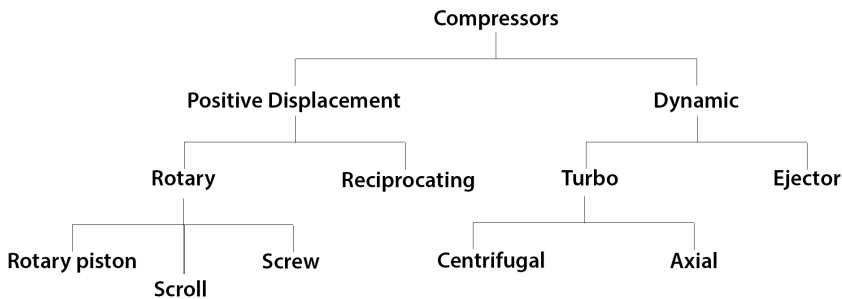 Compressors
Positive Displacement
Dynamic
Rotary
Reciprocating
Turbo
Ejector
Rotary piston
Scroll
Screw
Centrifugal
Axial